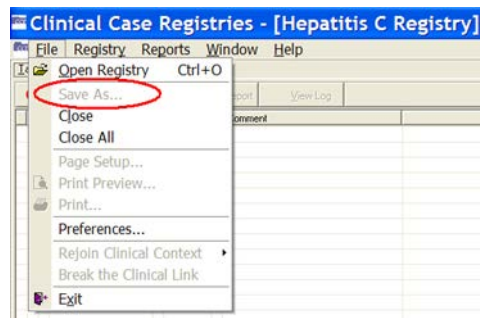 Clinical Case Registries - [Hepatitis C Registry]
File Registry Reports Window Help
Open Registry Ctrl+O
Save As...
Close
Close All
Page Setup...
Print Preview...
Print...
Preferences...
Rejoin Clinical Context
Break the Clinical Link
Exit
View Log
Comment